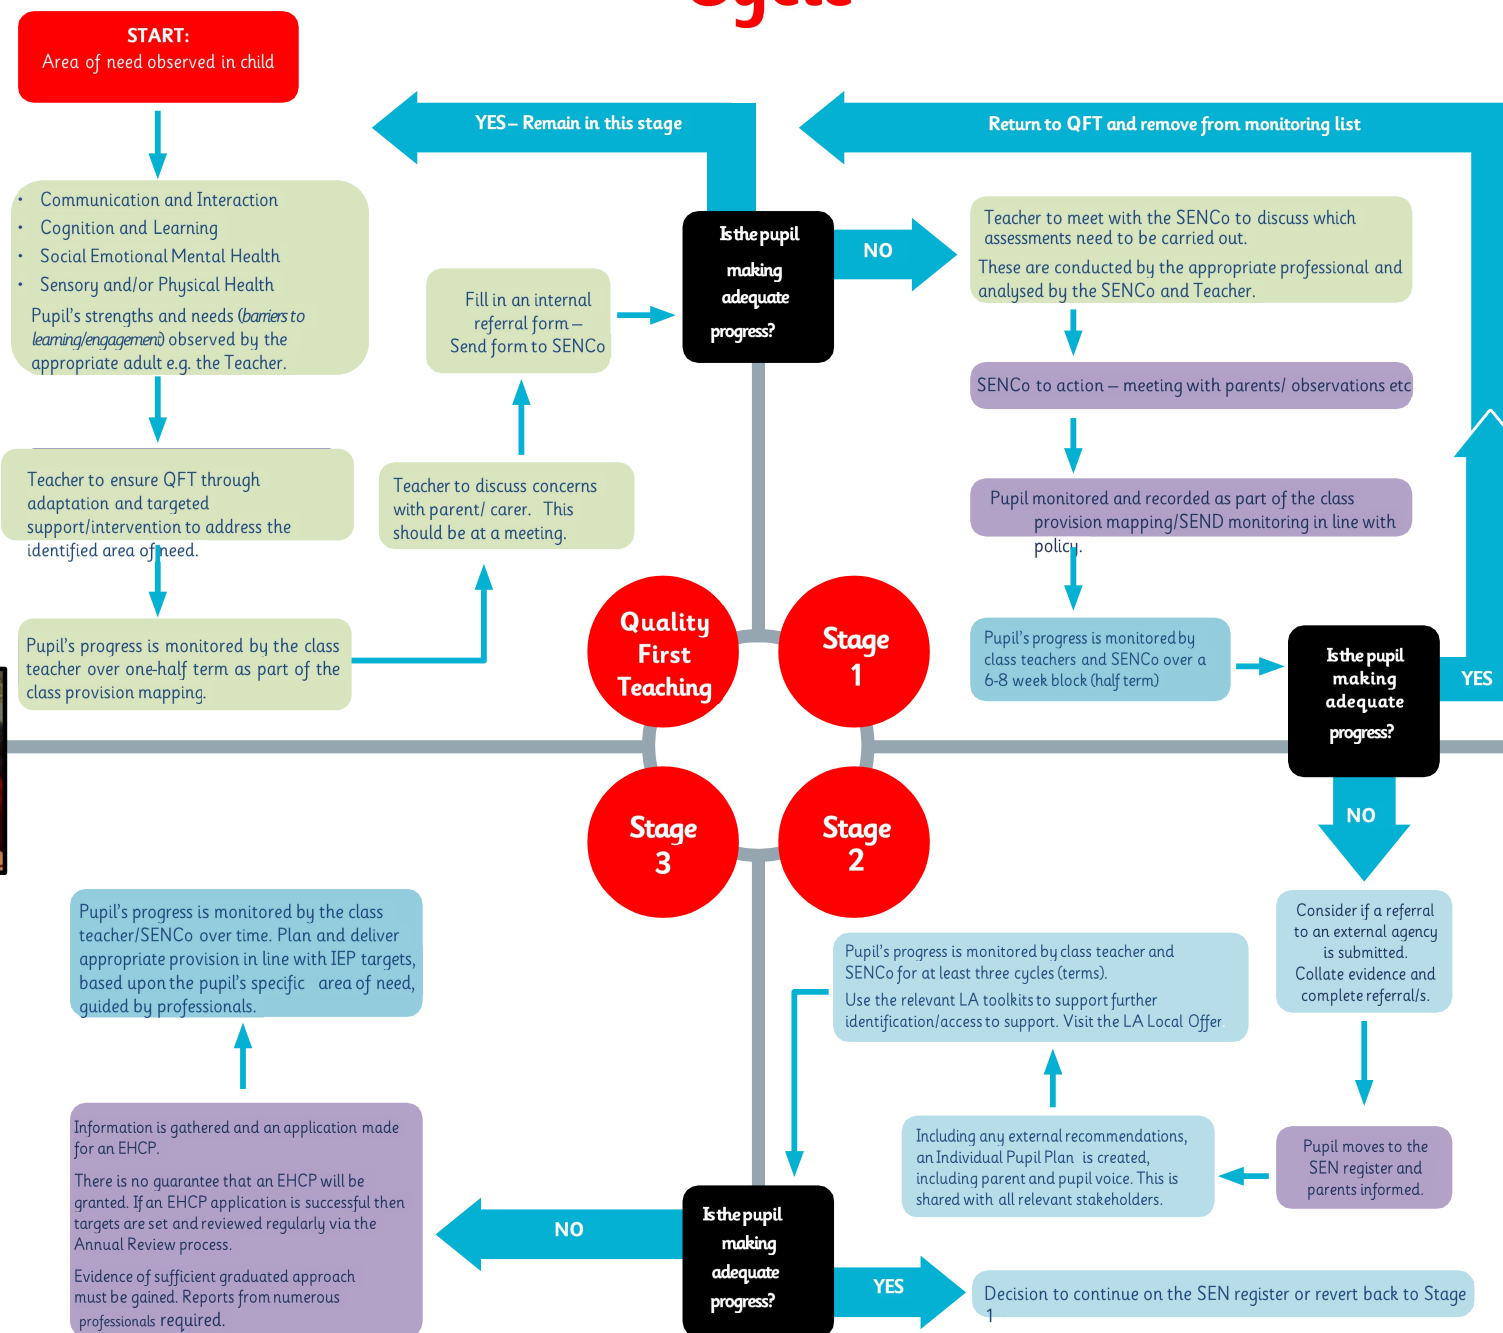 Cycle
START:
Area of need observed in child
• Communication and Interaction
• Cognition and Learning
• Social Emotional Mental Health
• Sensory and/or Physical Health
Pupil's strengths and needs (barriers to
learning/engagement) observed by the
appropriate adult e.g. the Teacher.
Teacher to ensure QFT through
adaptation and targeted
support/intervention to address the
identified area of need.
Pupil's progress is monitored by the class
teacher over one-half term as part of the
class provision mapping.
Teacher to discuss concerns
with parent/ carer. This
should be at a meeting.
Fill in an internal
referral form –
Send form to SENCo
Is the pupil
making
adequate
progress?
YES – Remain in this stage
NO
Teacher to meet with the SENCo to discuss which
assessments need to be carried out.
These are conducted by the appropriate professional and
analysed by the SENCo and Teacher.
SENCo to action – meeting with parents/ observations etc
Pupil monitored and recorded as part of the class
provision mapping/SEND monitoring in line with
policy.
Pupil's progress is monitored by
class teachers and SENCo over a
6-8 week block (half term)
Is the pupil
making
adequate
progress?
YES
Return to QFT and remove from monitoring list
NO
Quality
First
Teaching
Stage
1
Stage
2
Stage
3
Consider if a referral
to an external agency
is submitted.
Collate evidence and
complete referral/s.
Pupil moves to the
SEN register and
parents informed.
Including any external recommendations,
an Individual Pupil Plan is created,
including parent and pupil voice. This is
shared with all relevant stakeholders.
Pupil's progress is monitored by class teacher and
SENCo for at least three cycles (terms).
Use the relevant LA toolkits to support further
identification/access to support. Visit the LA Local Offer.
Is the pupil
making
adequate
progress?
YES
Decision to continue on the SEN register or revert back to Stage
1
NO
Information is gathered and an application made
for an EHCP.
There is no guarantee that an EHCP will be
granted. If an EHCP application is successful then
targets are set and reviewed regularly via the
Annual Review process.
Evidence of sufficient graduated approach
must be gained. Reports from numerous
professionals required.
Pupil's progress is monitored by the class
teacher/SENCo over time. Plan and deliver
appropriate provision in line with IEP targets,
based upon the pupil's specific area of need,
guided by professionals.